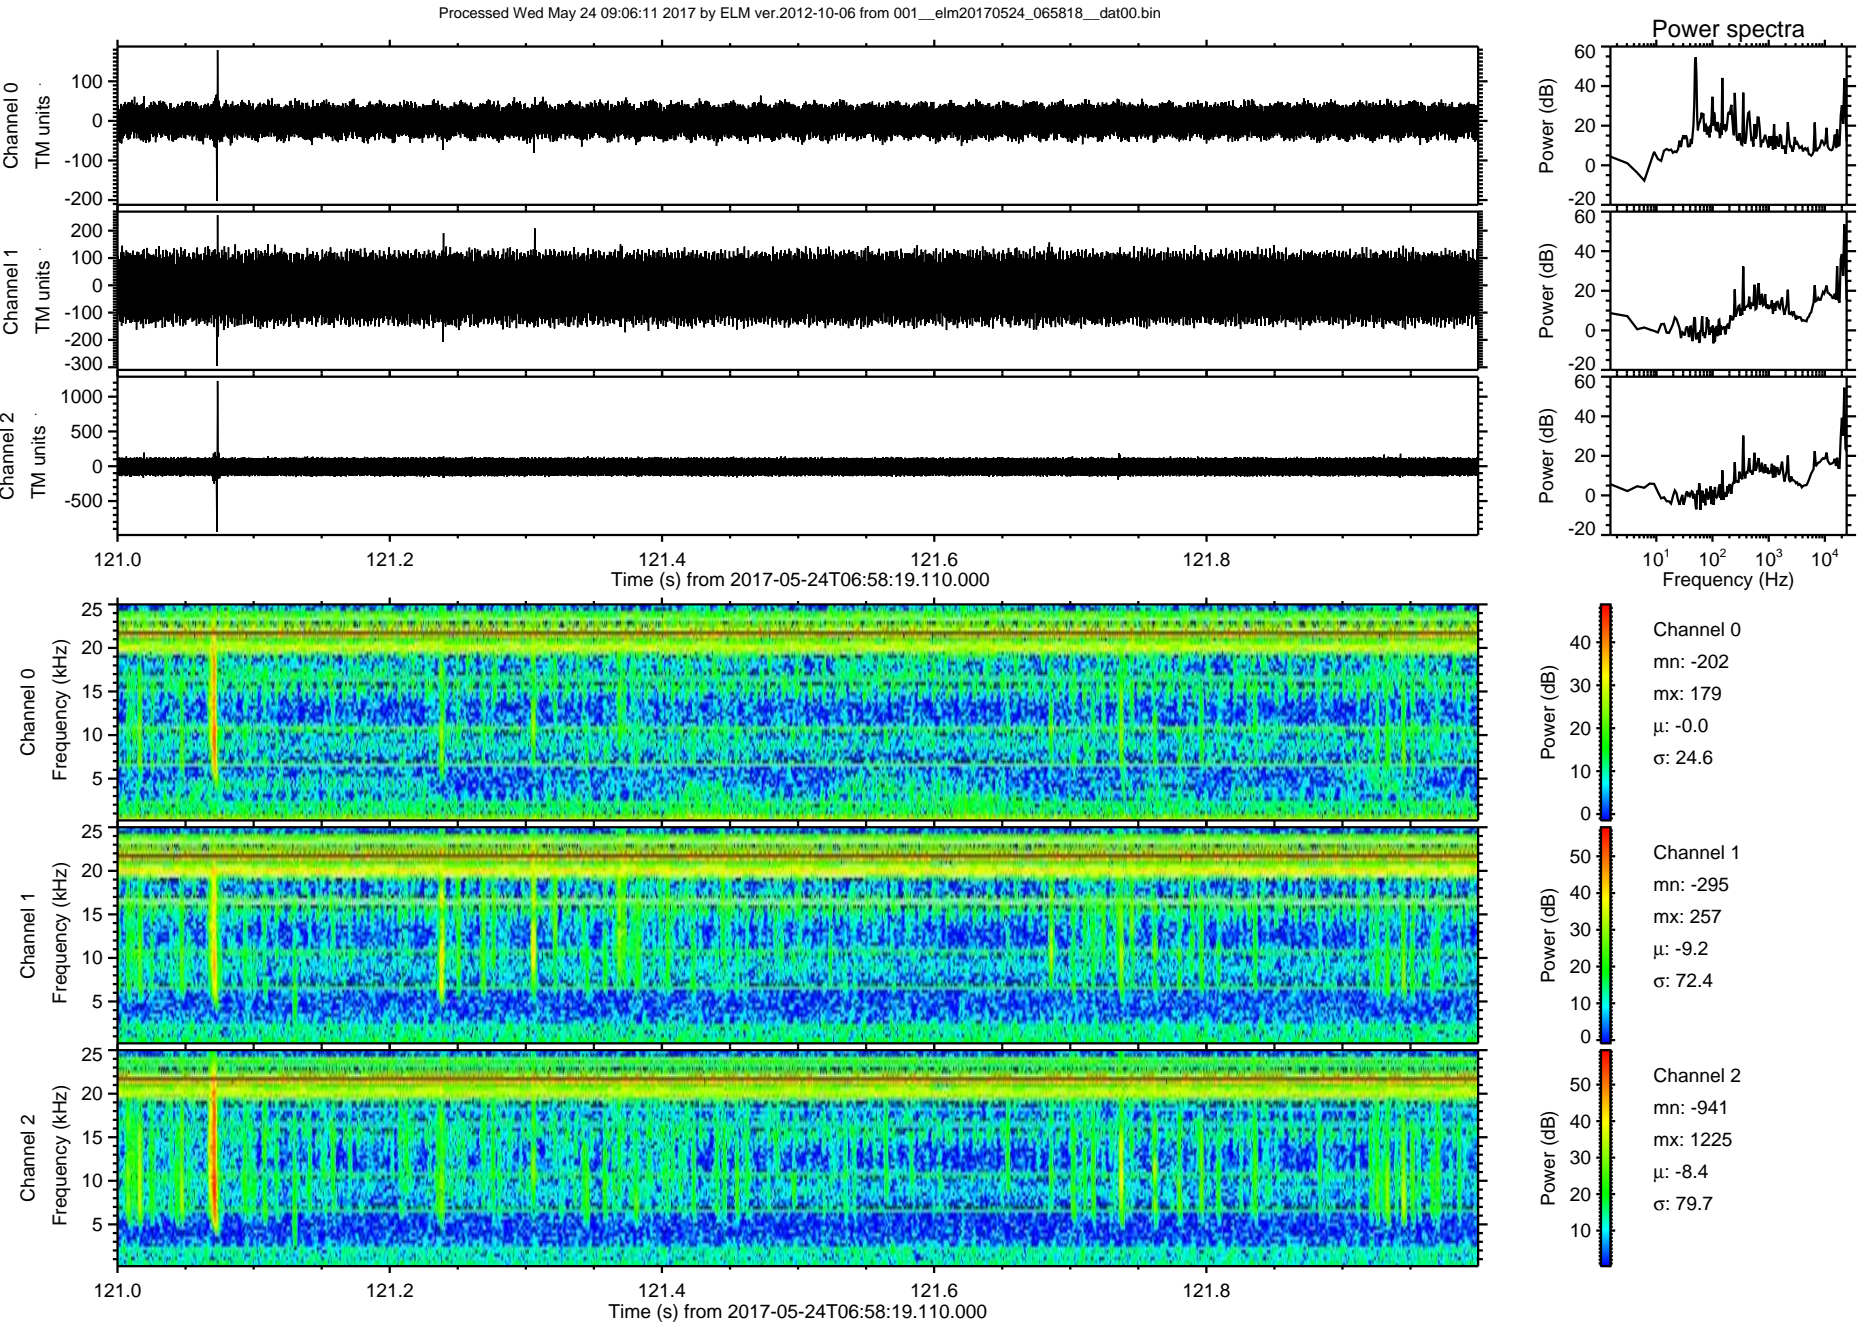 Processed Wed May 24 09:06:11 2017 by ELM ver.2012-10-06 from 001__elm20170524_065818__dat00.bin
Power spectra
Channel 0
TM units
100
0
-100
-200
Power (dB)
60
40
20
0
-20
Channel 1
TM units
200
100
0
-100
-200
-300
Power (dB)
60
40
20
0
-20
Channel 2
TM units
1000
500
0
-500
Power (dB)
60
40
20
0
-20
121.0 121.2 121.4 121.6 121.8
Time (s) from 2017-05-24T06:58:19.110.000
10¹ 10² 10³ 10⁴
Frequency (Hz)
Channel 0
Frequency (kHz)
25
20
15
10
5
Power (dB)
40
30
20
10
0
Channel 0
mn: -202
mx: 179
μ: -0.0
σ: 24.6
Channel 1
Frequency (kHz)
25
20
15
10
5
Power (dB)
50
40
30
20
10
0
Channel 1
mn: -295
mx: 257
μ: -9.2
σ: 72.4
Channel 2
Frequency (kHz)
25
20
15
10
5
Power (dB)
50
40
30
20
10
Channel 2
mn: -941
mx: 1225
μ: -8.4
σ: 79.7
121.0 121.2 121.4 121.6 121.8
Time (s) from 2017-05-24T06:58:19.110.000